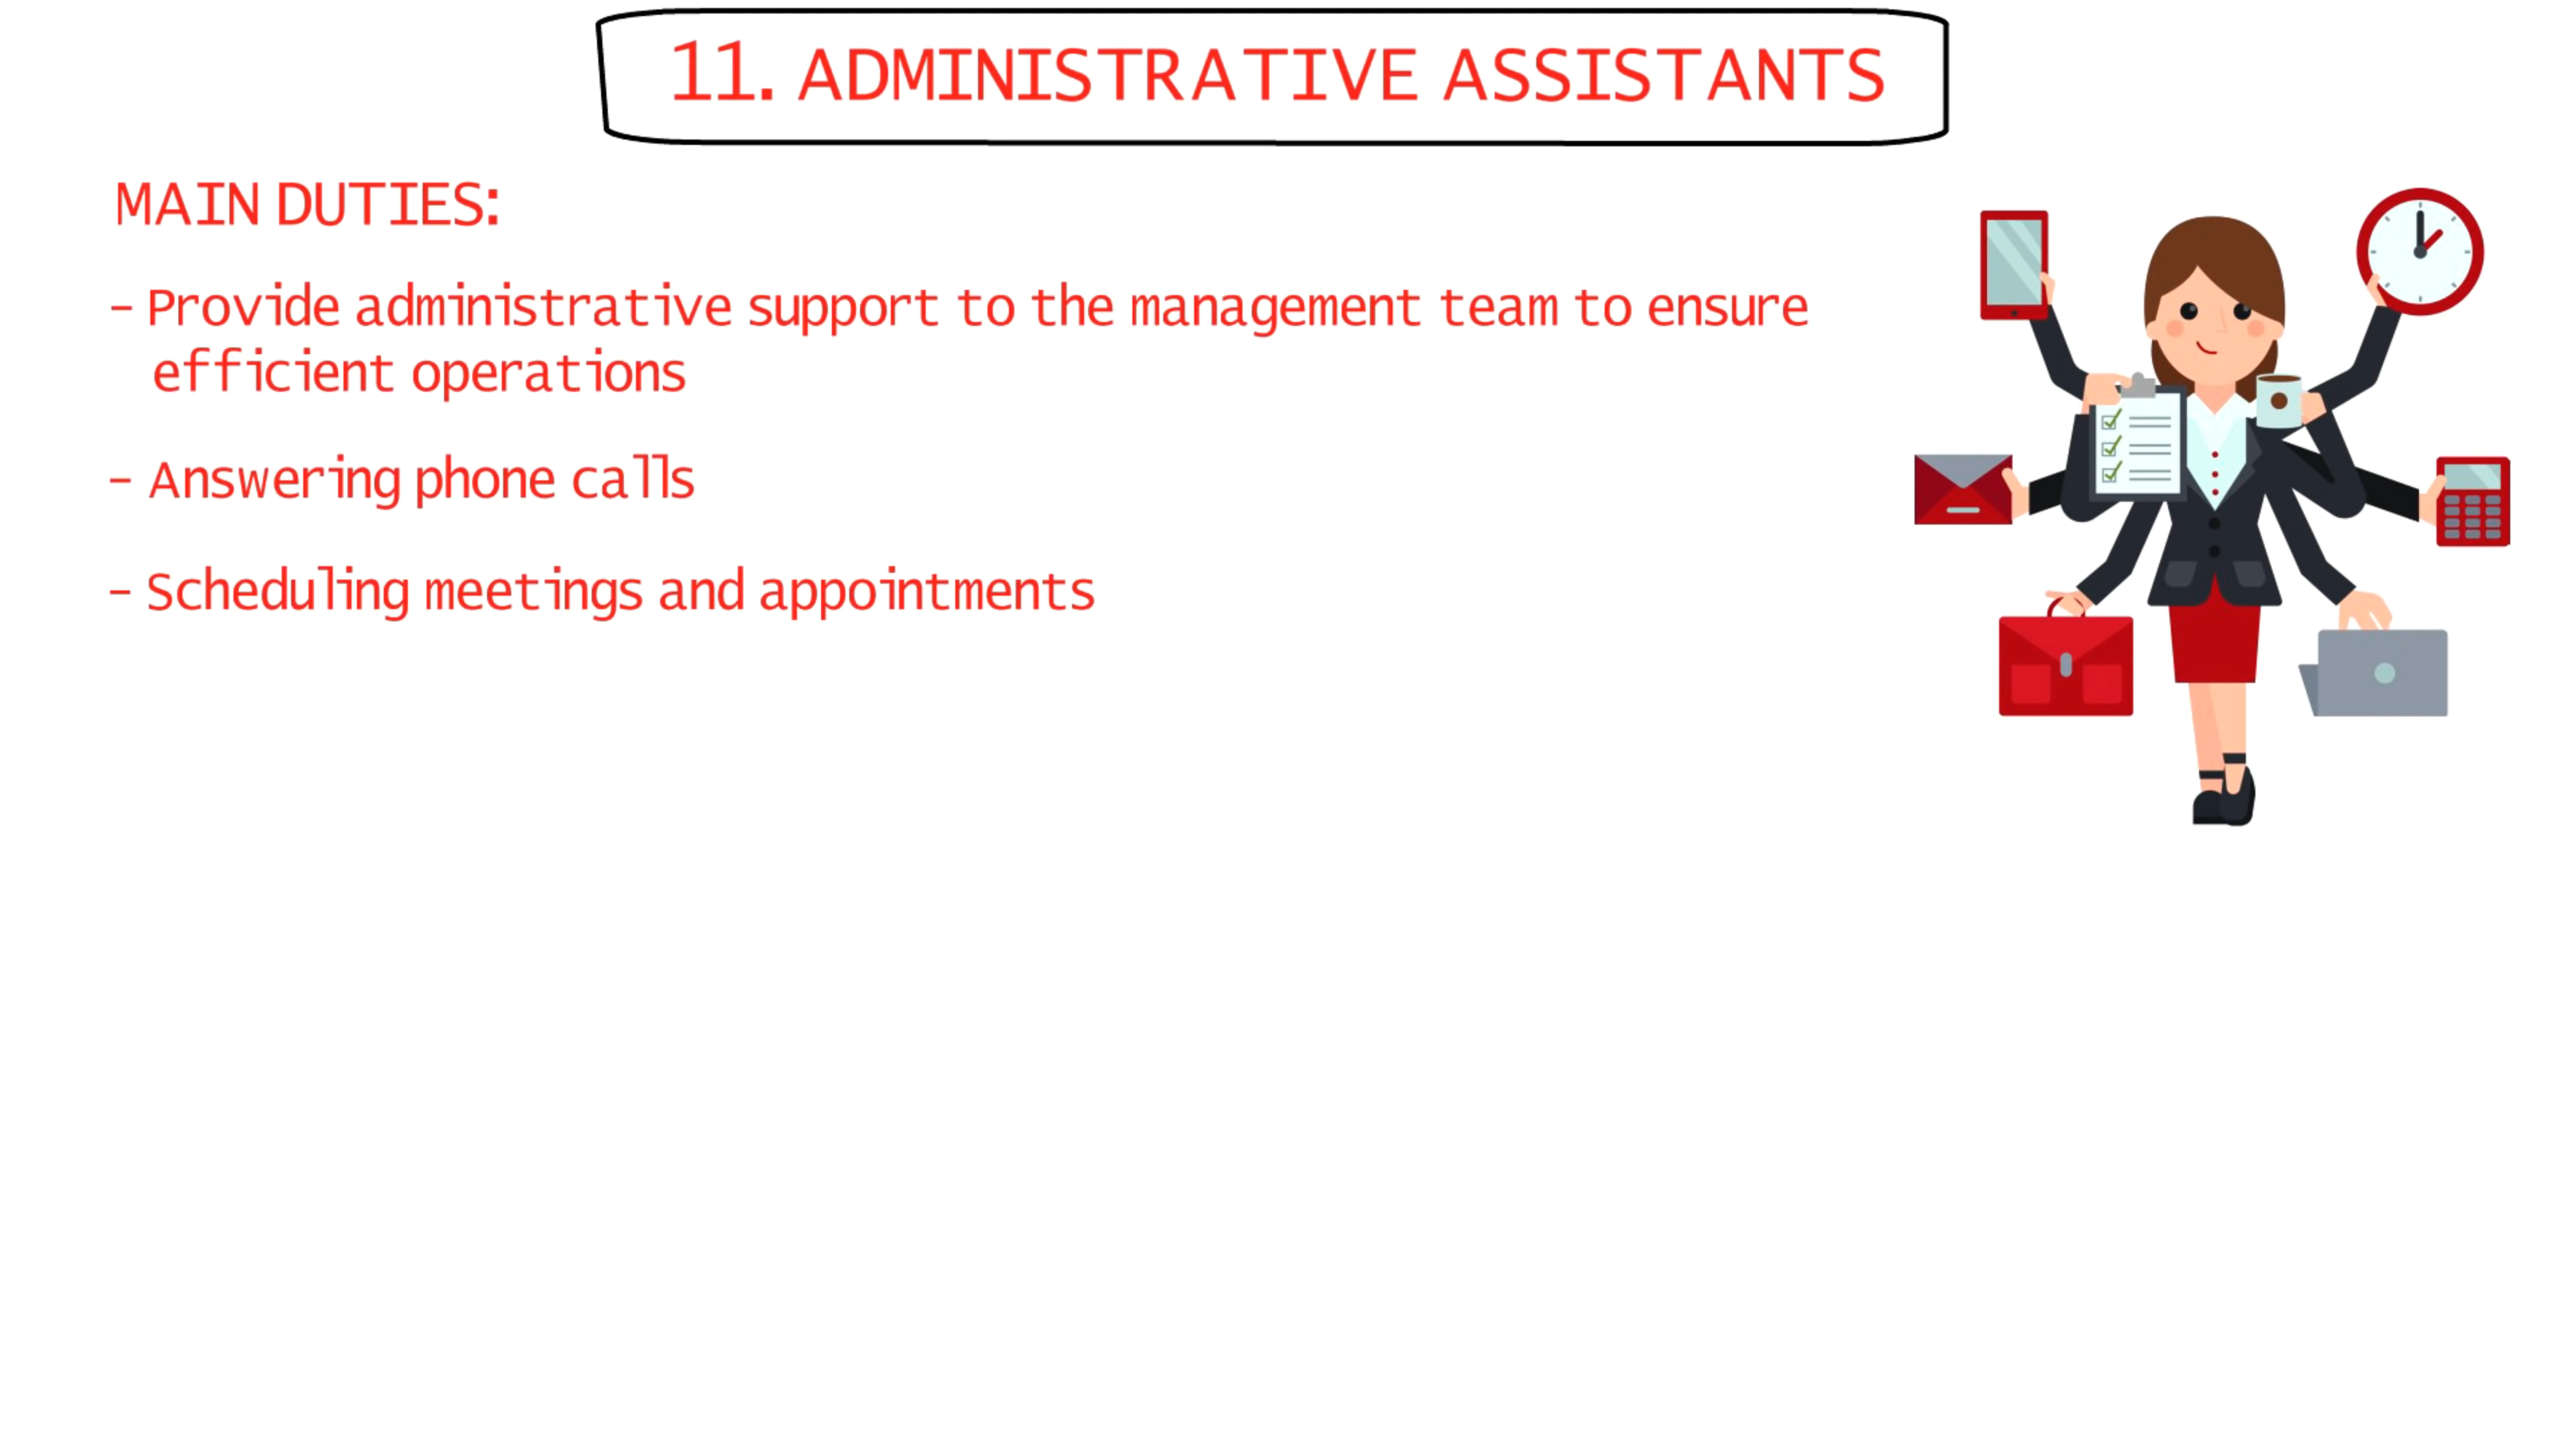 11. ADMINISTRATIVE ASSISTANTS
MAIN DUTIES:
- Provide administrative support to the management team to ensure
efficient operations
- Answering phone calls
- Scheduling meetings and appointments